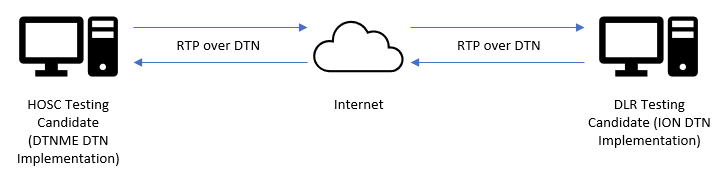 RTP over DTN
RTP over DTN
HOSC Testing
Candidate
(DTNME DTN
Implementation)
Internet
DLR Testing
Candidate (ION DTN
Implementation)